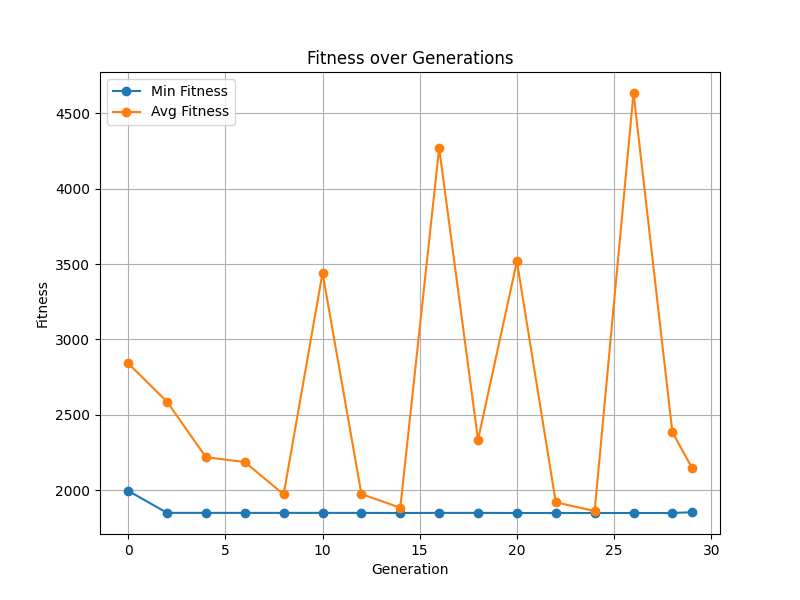 Fitness over Generations
Min Fitness
Avg Fitness
4500
4000
3500
3000
2500
2000
Fitness
0 5 10 15 20 25 30
Generation